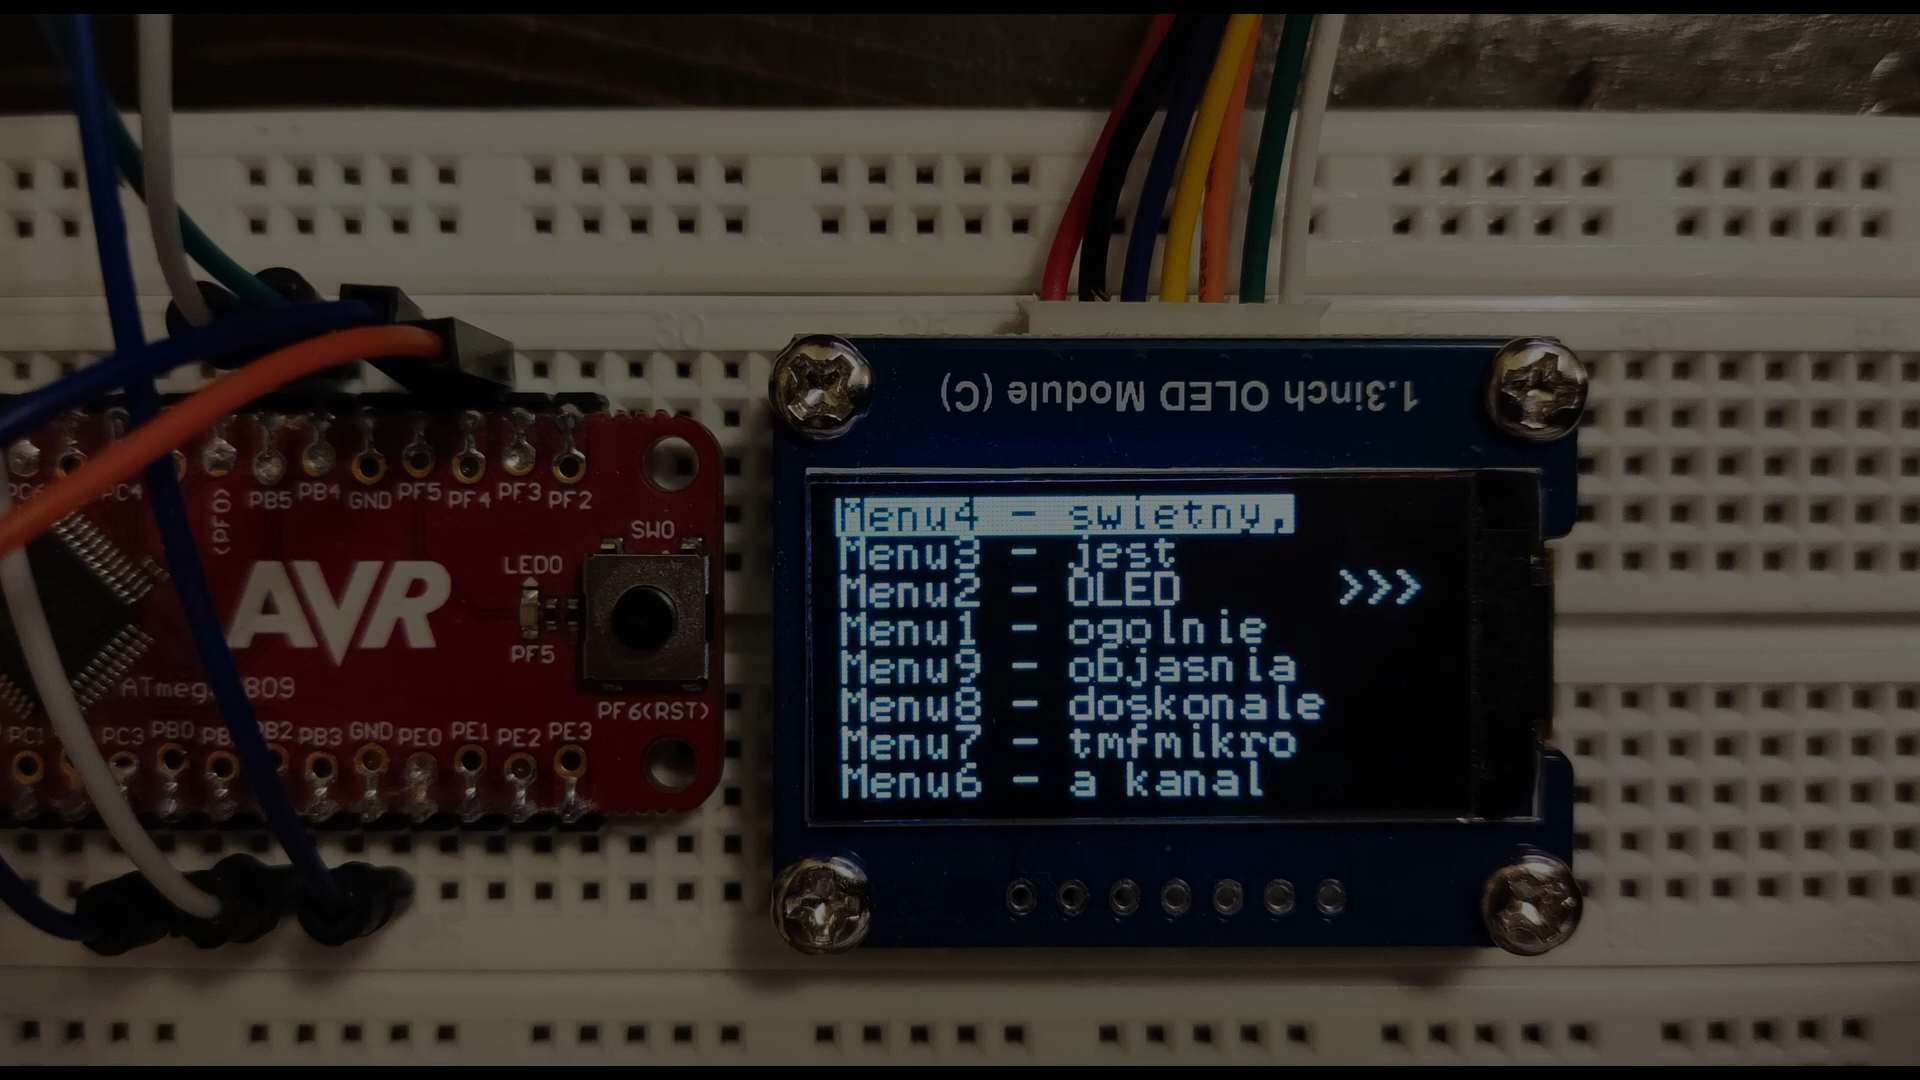 1.3inch OLED Module (C)
PC4
PB5
PB4
GND
PF5
PF4
PF3
PF2
(PF0)
SW0
LED0
AVR
PF5
PF6(RST)
PC1
PC3
PB0
PB2
PB3
GND
PE0
PE1
PE2
PE3
Menu4 - swietny,
Menu3 - jest
Menu2 - OLED >>>
Menu1 - ogolnie
Menu9 - objasnia
Menu8 - doskonale
Menu7 - tmfmikro
Menu6 - a kanal